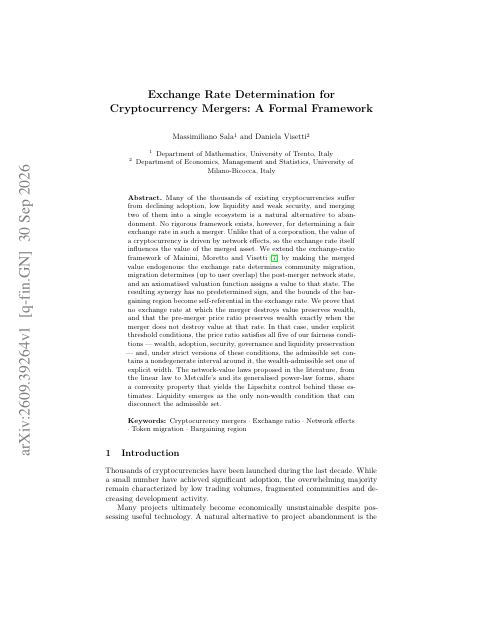 Exchange Rate Determination for
Cryptocurrency Mergers: A Formal Framework
Massimiliano Sala¹ and Daniela Visetti²
¹ Department of Mathematics, University of Trento, Italy
² Department of Economics, Management and Statistics, University of
Milano-Bicocca, Italy
Abstract. Many of the thousands of existing cryptocurrencies suffer
from declining adoption, low liquidity and weak security, and merging
two of them into a single ecosystem is a natural alternative to aban-
donment. No rigorous framework exists, however, for determining a fair
exchange rate in such a merger. Unlike that of a corporation, the value of
a cryptocurrency is driven by network effects, so the exchange rate itself
influences the value of the merged asset. We extend the exchange-ratio
framework of Mainini, Moretto and Visetti [7] by making the merged
value endogenous: the exchange rate determines community migration,
migration determines (up to user overlap) the post-merger network state,
and an axiomatised valuation function assigns a value to that state. The
resulting synergy has no predetermined sign, and the bounds of the bar-
gaining region become self-referential in the exchange rate. We prove that
no exchange rate at which the merger destroys value preserves wealth,
and that the pre-merger price ratio preserves wealth exactly when the
merger does not destroy value at that rate. In that case, under explicit
threshold conditions, the price ratio satisfies all five of our fairness condi-
tions — wealth, adoption, security, governance and liquidity preservation
— and, under strict versions of these conditions, the admissible set con-
tains a nondegenerate interval around it, the wealth-admissible set one of
explicit width. The network-value laws proposed in the literature, from
the linear law to Metcalfe's and its generalised power-law forms, share
a convexity property that yields the Lipschitz control behind these es-
timates. Liquidity emerges as the only non-wealth condition that can
disconnect the admissible set.
Keywords: Cryptocurrency mergers · Exchange ratio · Network effects
· Token migration · Bargaining region
1 Introduction
Thousands of cryptocurrencies have been launched during the last decade. While
a small number have achieved significant adoption, the overwhelming majority
remain characterized by low trading volumes, fragmented communities and de-
creasing development activity.
Many projects ultimately become economically unsustainable despite pos-
sessing useful technology. A natural alternative to project abandonment is the
arXiv:2609.39264v1 [q-fin.GN] 30 Sep 2026